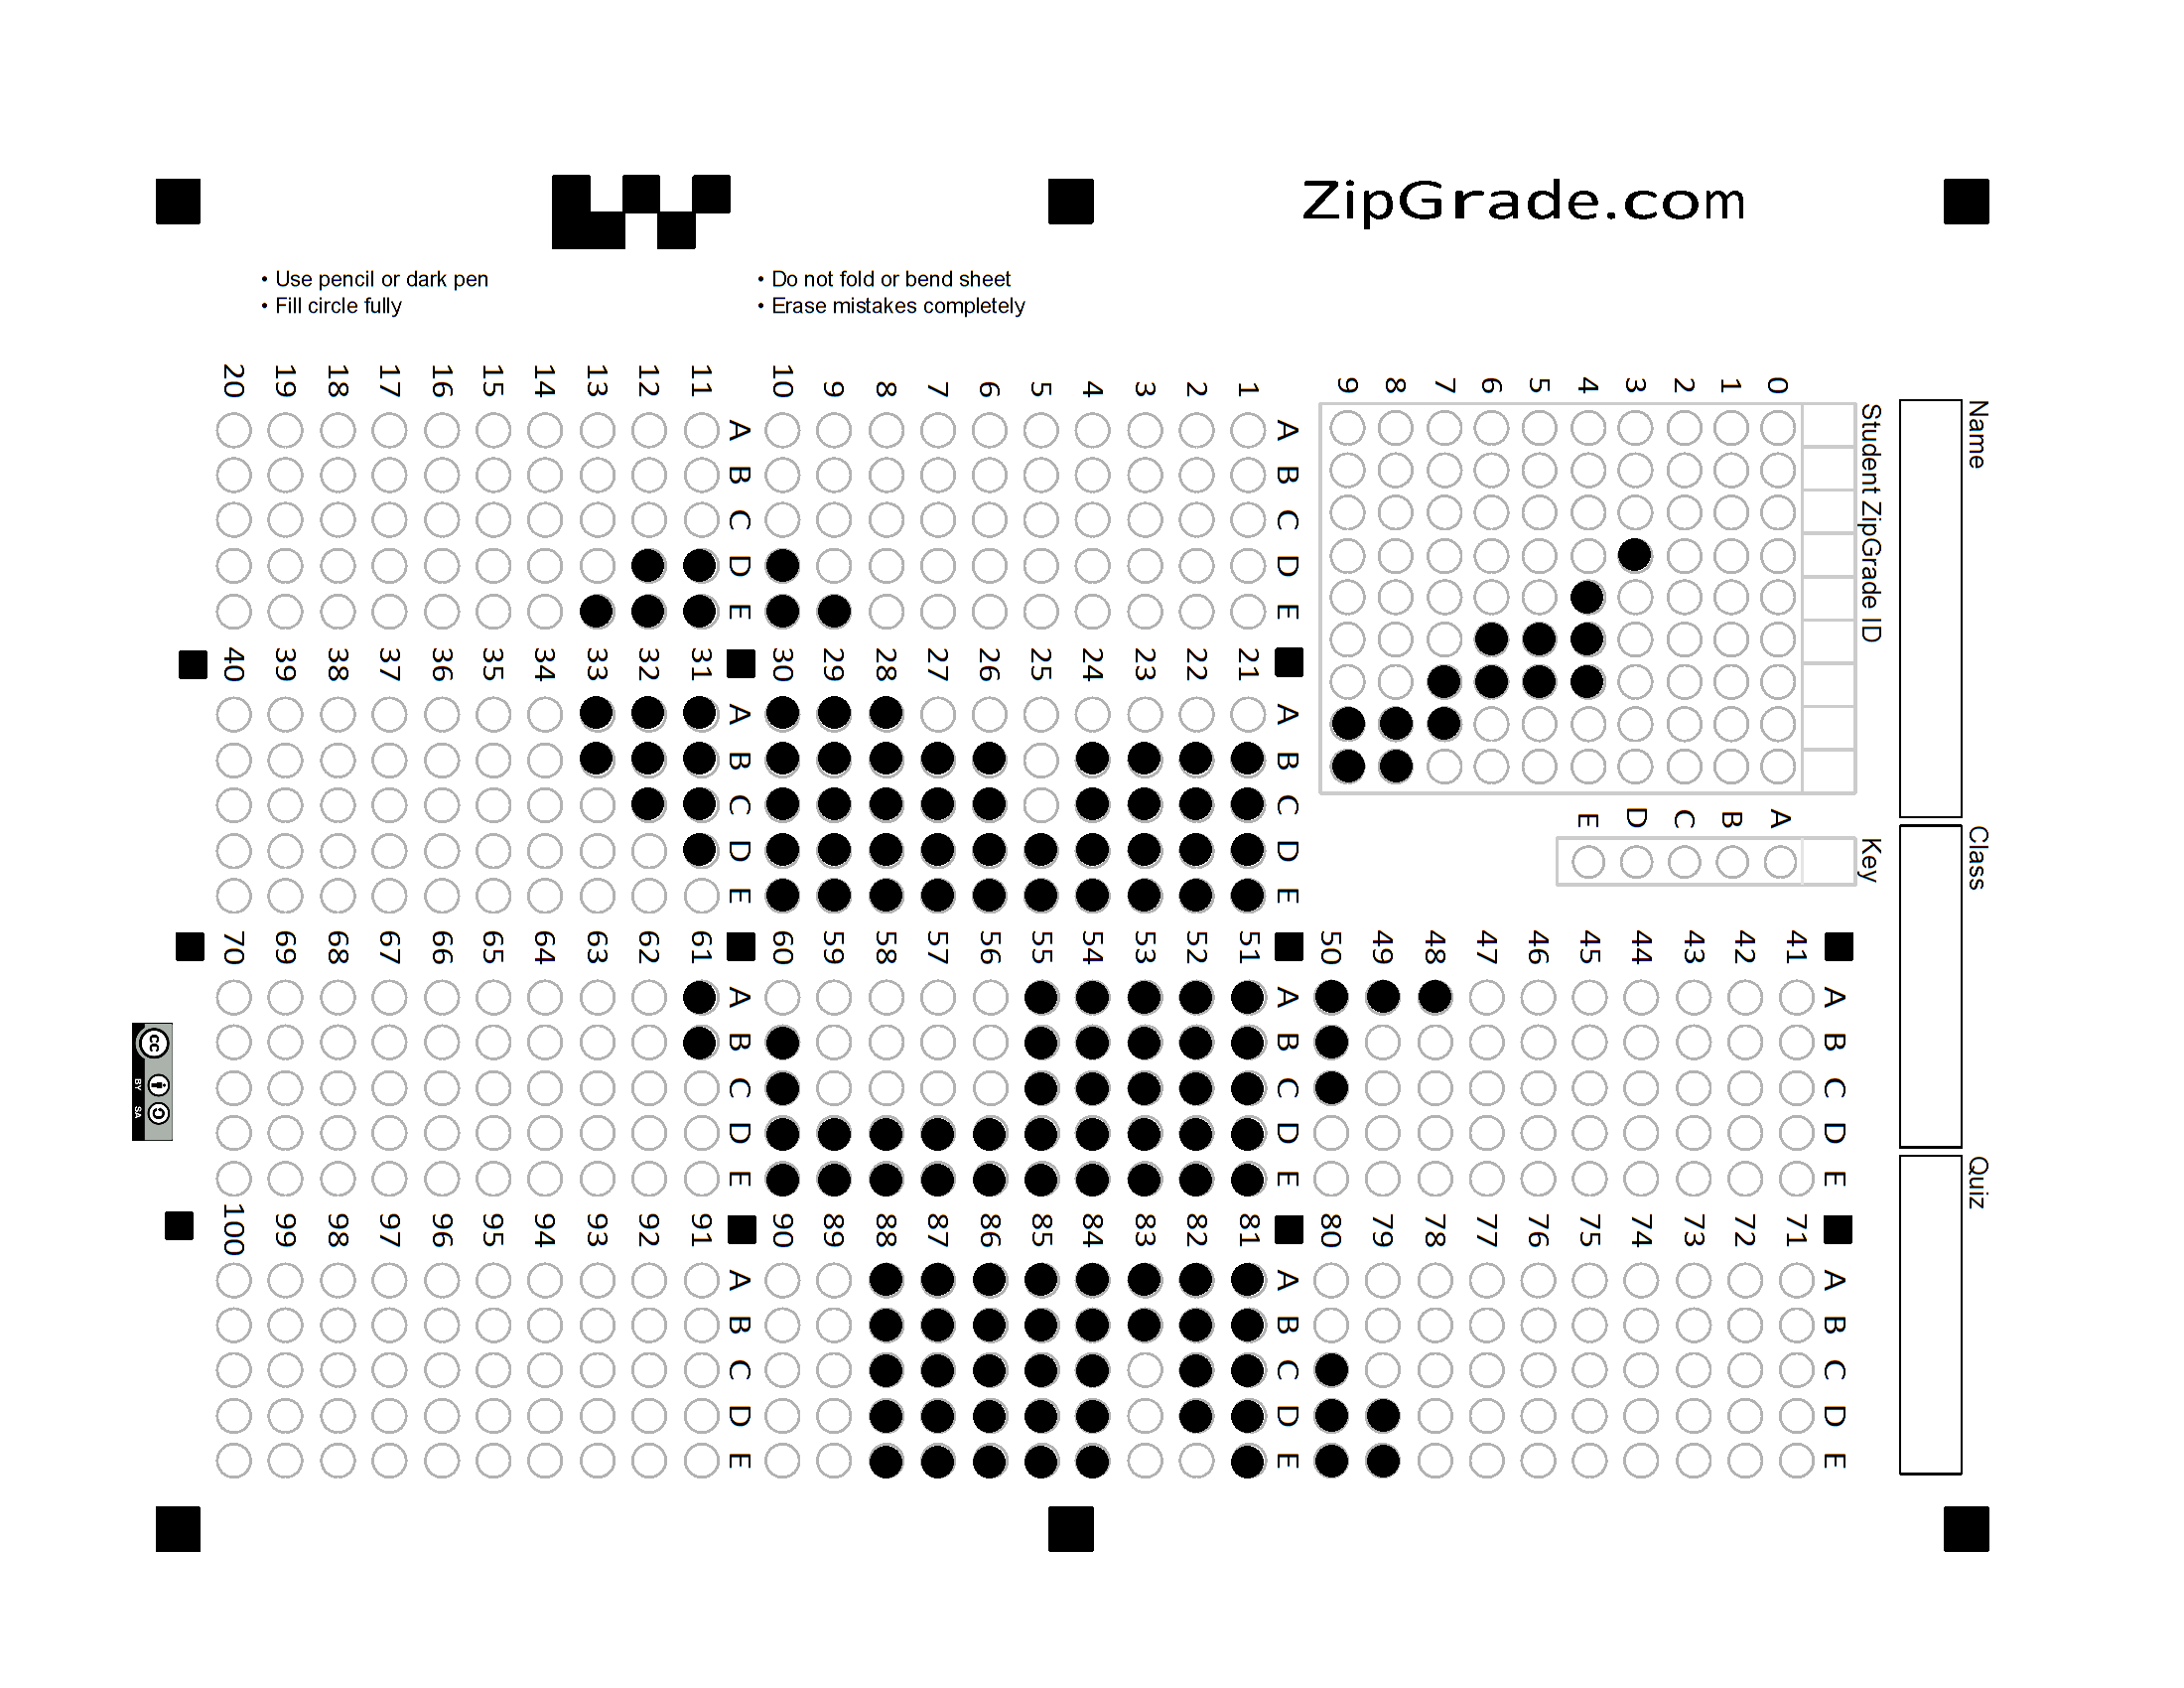 ZipGrade.com
• Use pencil or dark pen
• Fill circle fully
• Do not fold or bend sheet
• Erase mistakes completely
Name
Class
Quiz
Student ZipGrade ID
0 1 2 3 4 5 6 7 8 9
Key
A B C D E
1 2 3 4 5 6 7 8 9 10
A B C D E
11 12 13 14 15 16 17 18 19 20
A B C D E
21 22 23 24 25 26 27 28 29 30
A B C D E
31 32 33 34 35 36 37 38 39 40
A B C D E
41 42 43 44 45 46 47 48 49 50
A B C D E
51 52 53 54 55 56 57 58 59 60
A B C D E
61 62 63 64 65 66 67 68 69 70
A B C D E
71 72 73 74 75 76 77 78 79 80
A B C D E
81 82 83 84 85 86 87 88 89 90
A B C D E
91 92 93 94 95 96 97 98 99 100
A B C D E
cc BY SA